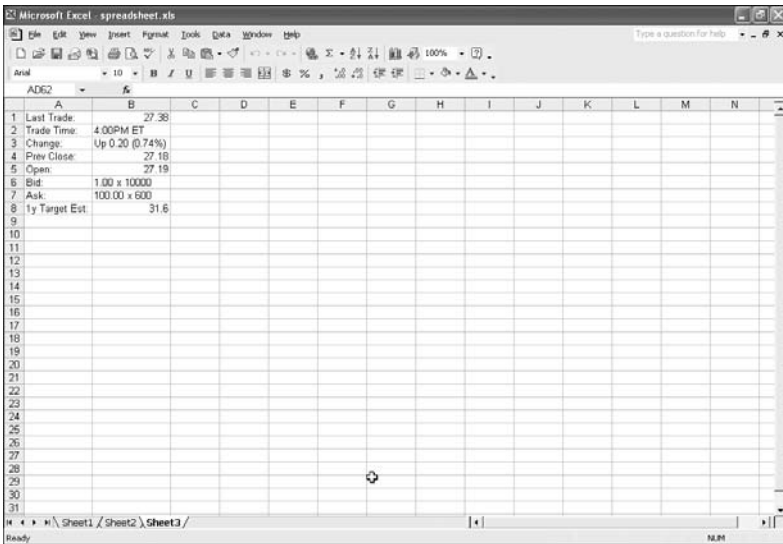 Microsoft Excel - spreadsheet.xls
File Edit View Insert Format Tools Data Window Help Type a question for help
100%
Arial 10 B I U $ % ,
AD62 fx
A B C D E F G H I J K L M N
1 Last Trade: 27.38
2 Trade Time: 4:00PM ET
3 Change: Up 0.20 (0.74%)
4 Prev Close: 27.18
5 Open: 27.19
6 Bid: 1.00 x 10000
7 Ask: 100.00 x 600
8 1y Target Est: 31.6
9
10
11
12
13
14
15
16
17
18
19
20
21
22
23
24
25
26
27
28
29
30
31
Sheet1 / Sheet2 \ Sheet3 /
Ready NUM